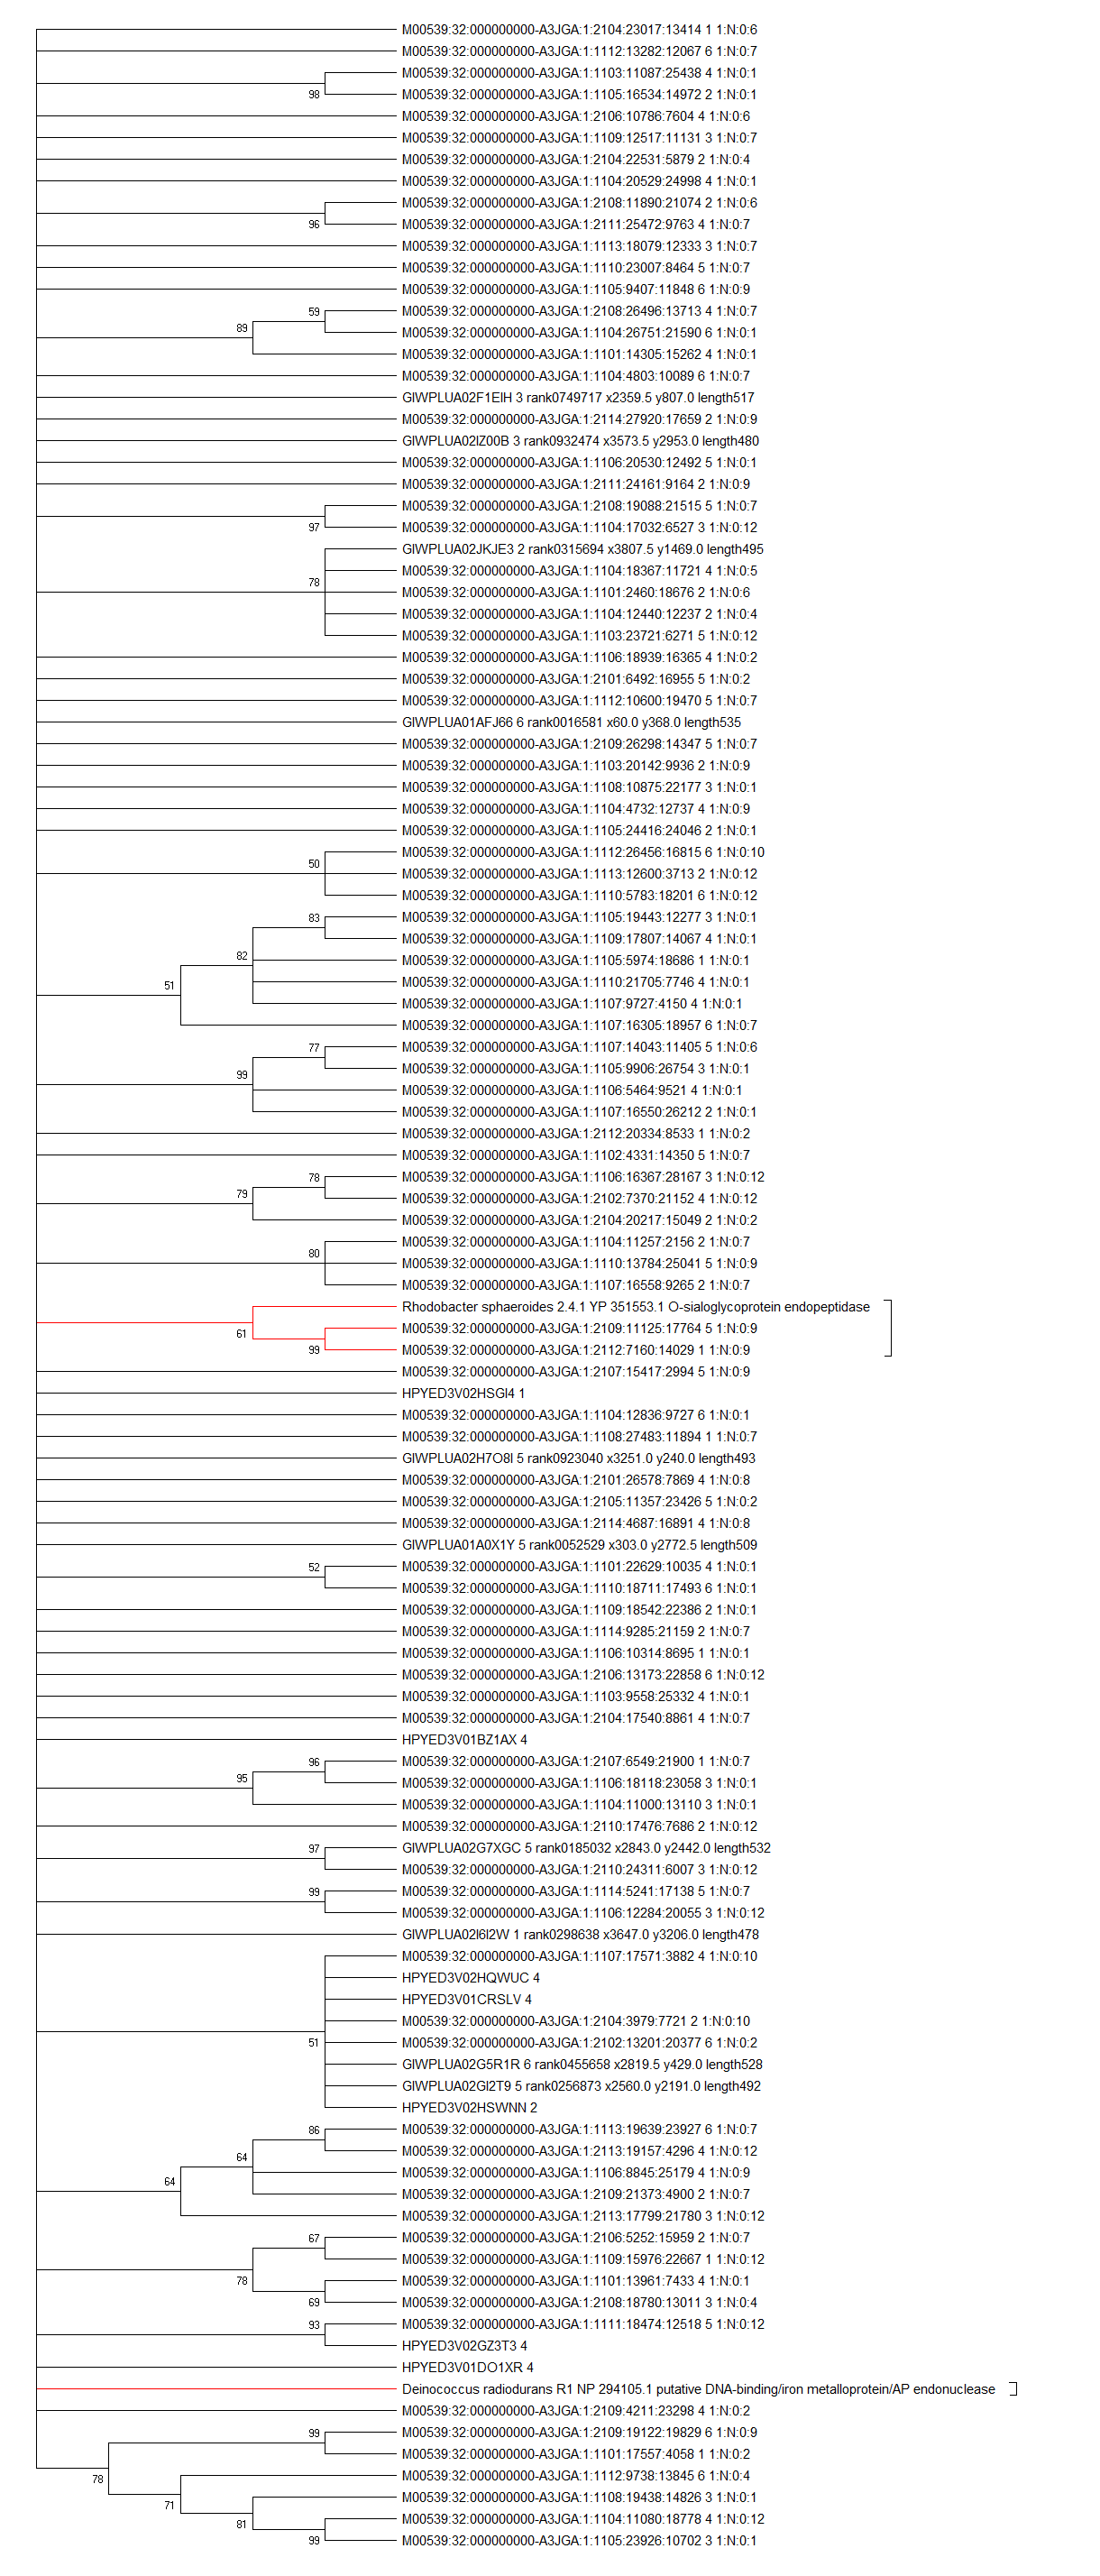 M00539:32:000000000-A3JGA:1:2104:23017:13414 1 1:N:0:6
M00539:32:000000000-A3JGA:1:1112:13282:12067 6 1:N:0:7
M00539:32:000000000-A3JGA:1:1103:11087:25438 4 1:N:0:1
98
M00539:32:000000000-A3JGA:1:1105:16534:14972 2 1:N:0:1
M00539:32:000000000-A3JGA:1:2106:10786:7604 4 1:N:0:6
M00539:32:000000000-A3JGA:1:1109:12517:11131 3 1:N:0:7
M00539:32:000000000-A3JGA:1:2104:22531:5879 2 1:N:0:4
M00539:32:000000000-A3JGA:1:1104:20529:24998 4 1:N:0:1
M00539:32:000000000-A3JGA:1:2108:11890:21074 2 1:N:0:6
96
M00539:32:000000000-A3JGA:1:2111:25472:9763 4 1:N:0:7
M00539:32:000000000-A3JGA:1:1113:18079:12333 3 1:N:0:7
M00539:32:000000000-A3JGA:1:1110:23007:8464 5 1:N:0:7
M00539:32:000000000-A3JGA:1:1105:9407:11848 6 1:N:0:9
59
M00539:32:000000000-A3JGA:1:2108:26496:13713 4 1:N:0:7
89
M00539:32:000000000-A3JGA:1:1104:26751:21590 6 1:N:0:1
M00539:32:000000000-A3JGA:1:1101:14305:15262 4 1:N:0:1
M00539:32:000000000-A3JGA:1:1104:4803:10089 6 1:N:0:7
GIWPLUA02F1EIH 3 rank0749717 x2359.5 y807.0 length517
M00539:32:000000000-A3JGA:1:2114:27920:17659 2 1:N:0:9
GIWPLUA02IZ00B 3 rank0932474 x3573.5 y2953.0 length480
M00539:32:000000000-A3JGA:1:1106:20530:12492 5 1:N:0:1
M00539:32:000000000-A3JGA:1:2111:24161:9164 2 1:N:0:9
M00539:32:000000000-A3JGA:1:2108:19088:21515 5 1:N:0:7
97
M00539:32:000000000-A3JGA:1:1104:17032:6527 3 1:N:0:12
GIWPLUA02JKJE3 2 rank0315694 x3807.5 y1469.0 length495
M00539:32:000000000-A3JGA:1:1104:18367:11721 4 1:N:0:5
78
M00539:32:000000000-A3JGA:1:1101:2460:18676 2 1:N:0:6
M00539:32:000000000-A3JGA:1:1104:12440:12237 2 1:N:0:4
M00539:32:000000000-A3JGA:1:1103:23721:6271 5 1:N:0:12
M00539:32:000000000-A3JGA:1:1106:18939:16365 4 1:N:0:2
M00539:32:000000000-A3JGA:1:2101:6492:16955 5 1:N:0:2
M00539:32:000000000-A3JGA:1:1112:10600:19470 5 1:N:0:7
GIWPLUA01AFJ66 6 rank0016581 x60.0 y368.0 length535
M00539:32:000000000-A3JGA:1:2109:26298:14347 5 1:N:0:7
M00539:32:000000000-A3JGA:1:1103:20142:9936 2 1:N:0:9
M00539:32:000000000-A3JGA:1:1108:10875:22177 3 1:N:0:1
M00539:32:000000000-A3JGA:1:1104:4732:12737 4 1:N:0:9
M00539:32:000000000-A3JGA:1:1105:24416:24046 2 1:N:0:1
M00539:32:000000000-A3JGA:1:1112:26456:16815 6 1:N:0:10
50
M00539:32:000000000-A3JGA:1:1113:12600:3713 2 1:N:0:12
M00539:32:000000000-A3JGA:1:1110:5783:18201 6 1:N:0:12
83
M00539:32:000000000-A3JGA:1:1105:19443:12277 3 1:N:0:1
M00539:32:000000000-A3JGA:1:1109:17807:14067 4 1:N:0:1
82
M00539:32:000000000-A3JGA:1:1105:5974:18686 1 1:N:0:1
51
M00539:32:000000000-A3JGA:1:1110:21705:7746 4 1:N:0:1
M00539:32:000000000-A3JGA:1:1107:9727:4150 4 1:N:0:1
M00539:32:000000000-A3JGA:1:1107:16305:18957 6 1:N:0:7
77
M00539:32:000000000-A3JGA:1:1107:14043:11405 5 1:N:0:6
99
M00539:32:000000000-A3JGA:1:1105:9906:26754 3 1:N:0:1
M00539:32:000000000-A3JGA:1:1106:5464:9521 4 1:N:0:1
M00539:32:000000000-A3JGA:1:1107:16550:26212 2 1:N:0:1
M00539:32:000000000-A3JGA:1:2112:20334:8533 1 1:N:0:2
M00539:32:000000000-A3JGA:1:1102:4331:14350 5 1:N:0:7
78
M00539:32:000000000-A3JGA:1:1106:16367:28167 3 1:N:0:12
79
M00539:32:000000000-A3JGA:1:2102:7370:21152 4 1:N:0:12
M00539:32:000000000-A3JGA:1:2104:20217:15049 2 1:N:0:2
M00539:32:000000000-A3JGA:1:1104:11257:2156 2 1:N:0:7
80
M00539:32:000000000-A3JGA:1:1110:13784:25041 5 1:N:0:9
M00539:32:000000000-A3JGA:1:1107:16558:9265 2 1:N:0:7
Rhodobacter sphaeroides 2.4.1 YP 351553.1 O-sialoglycoprotein endopeptidase
61
M00539:32:000000000-A3JGA:1:2109:11125:17764 5 1:N:0:9
99
M00539:32:000000000-A3JGA:1:2112:7160:14029 1 1:N:0:9
M00539:32:000000000-A3JGA:1:2107:15417:2994 5 1:N:0:9
HPYED3V02HSGI4 1
M00539:32:000000000-A3JGA:1:1104:12836:9727 6 1:N:0:1
M00539:32:000000000-A3JGA:1:1108:27483:11894 1 1:N:0:7
GIWPLUA02H7O8I 5 rank0923040 x3251.0 y240.0 length493
M00539:32:000000000-A3JGA:1:2101:26578:7869 4 1:N:0:8
M00539:32:000000000-A3JGA:1:2105:11357:23426 5 1:N:0:2
M00539:32:000000000-A3JGA:1:2114:4687:16891 4 1:N:0:8
GIWPLUA01A0X1Y 5 rank0052529 x303.0 y2772.5 length509
52
M00539:32:000000000-A3JGA:1:1101:22629:10035 4 1:N:0:1
M00539:32:000000000-A3JGA:1:1110:18711:17493 6 1:N:0:1
M00539:32:000000000-A3JGA:1:1109:18542:22386 2 1:N:0:1
M00539:32:000000000-A3JGA:1:1114:9285:21159 2 1:N:0:7
M00539:32:000000000-A3JGA:1:1106:10314:8695 1 1:N:0:1
M00539:32:000000000-A3JGA:1:2106:13173:22858 6 1:N:0:12
M00539:32:000000000-A3JGA:1:1103:9558:25332 4 1:N:0:1
M00539:32:000000000-A3JGA:1:2104:17540:8861 4 1:N:0:7
HPYED3V01BZ1AX 4
96
M00539:32:000000000-A3JGA:1:2107:6549:21900 1 1:N:0:7
95
M00539:32:000000000-A3JGA:1:1106:18118:23058 3 1:N:0:1
M00539:32:000000000-A3JGA:1:1104:11000:13110 3 1:N:0:1
M00539:32:000000000-A3JGA:1:2110:17476:7686 2 1:N:0:12
97
GIWPLUA02G7XGC 5 rank0185032 x2843.0 y2442.0 length532
M00539:32:000000000-A3JGA:1:2110:24311:6007 3 1:N:0:12
99
M00539:32:000000000-A3JGA:1:1114:5241:17138 5 1:N:0:7
M00539:32:000000000-A3JGA:1:1106:12284:20055 3 1:N:0:12
GIWPLUA02I6I2W 1 rank0298638 x3647.0 y3206.0 length478
M00539:32:000000000-A3JGA:1:1107:17571:3882 4 1:N:0:10
HPYED3V02HQWUC 4
HPYED3V01CRSLV 4
M00539:32:000000000-A3JGA:1:2104:3979:7721 2 1:N:0:10
51
M00539:32:000000000-A3JGA:1:2102:13201:20377 6 1:N:0:2
GIWPLUA02G5R1R 6 rank0455658 x2819.5 y429.0 length528
GIWPLUA02GI2T9 5 rank0256873 x2560.0 y2191.0 length492
HPYED3V02HSWNN 2
86
M00539:32:000000000-A3JGA:1:1113:19639:23927 6 1:N:0:7
64
M00539:32:000000000-A3JGA:1:2113:19157:4296 4 1:N:0:12
64
M00539:32:000000000-A3JGA:1:1106:8845:25179 4 1:N:0:9
M00539:32:000000000-A3JGA:1:2109:21373:4900 2 1:N:0:7
M00539:32:000000000-A3JGA:1:2113:17799:21780 3 1:N:0:12
67
M00539:32:000000000-A3JGA:1:2106:5252:15959 2 1:N:0:7
M00539:32:000000000-A3JGA:1:1109:15976:22667 1 1:N:0:12
78
M00539:32:000000000-A3JGA:1:1101:13961:7433 4 1:N:0:1
69
M00539:32:000000000-A3JGA:1:2108:18780:13011 3 1:N:0:4
93
M00539:32:000000000-A3JGA:1:1111:18474:12518 5 1:N:0:12
HPYED3V02GZ3T3 4
HPYED3V01DO1XR 4
Deinococcus radiodurans R1 NP 294105.1 putative DNA-binding/iron metalloprotein/AP endonuclease
M00539:32:000000000-A3JGA:1:2109:4211:23298 4 1:N:0:2
99
M00539:32:000000000-A3JGA:1:2109:19122:19829 6 1:N:0:9
M00539:32:000000000-A3JGA:1:1101:17557:4058 1 1:N:0:2
78
M00539:32:000000000-A3JGA:1:1112:9738:13845 6 1:N:0:4
71
M00539:32:000000000-A3JGA:1:1108:19438:14826 3 1:N:0:1
81
M00539:32:000000000-A3JGA:1:1104:11080:18778 4 1:N:0:12
99
M00539:32:000000000-A3JGA:1:1105:23926:10702 3 1:N:0:1